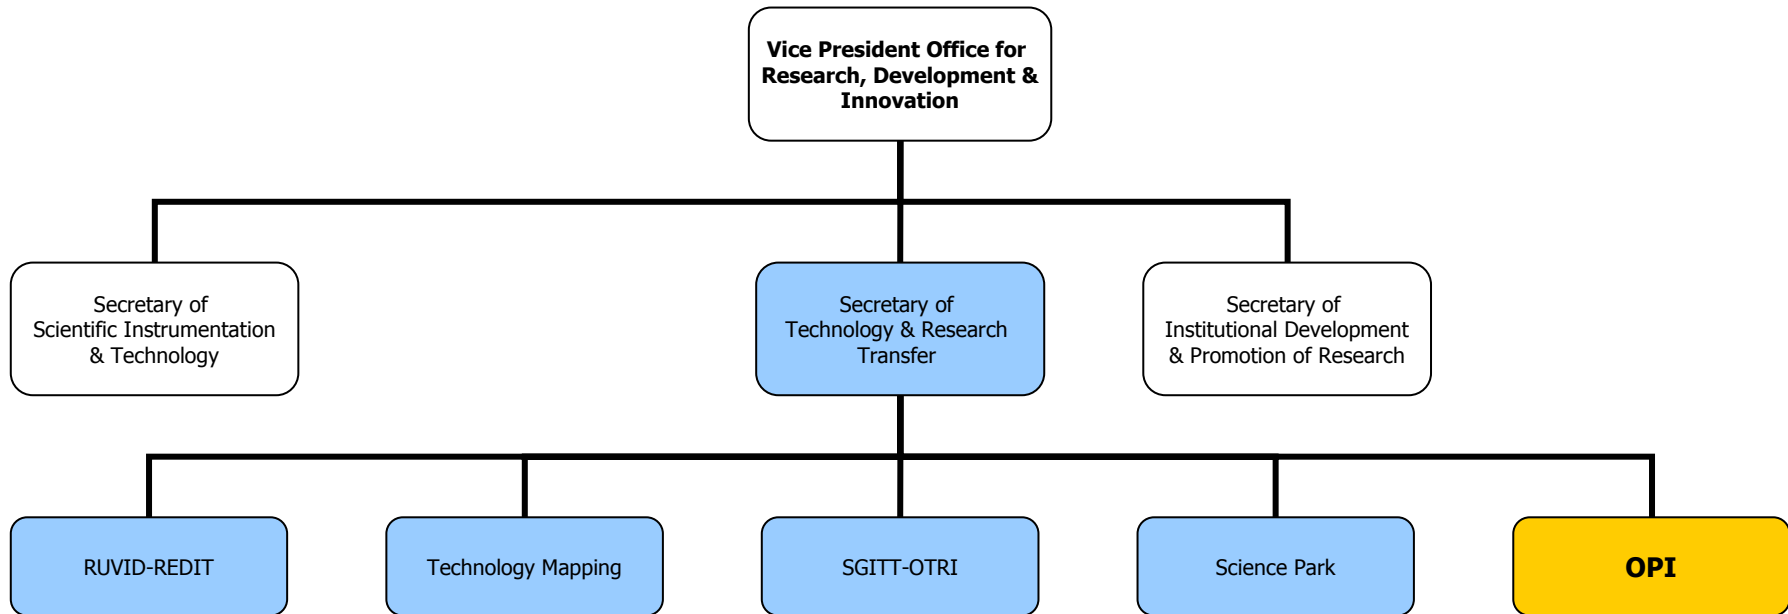 Vice President Office for
Research, Development &
Innovation
Secretary of
Scientific Instrumentation
& Technology
Secretary of
Technology & Research
Transfer
Secretary of
Institutional Development
& Promotion of Research
RUVID-REDIT
Technology Mapping
SGITT-OTRI
Science Park
OPI